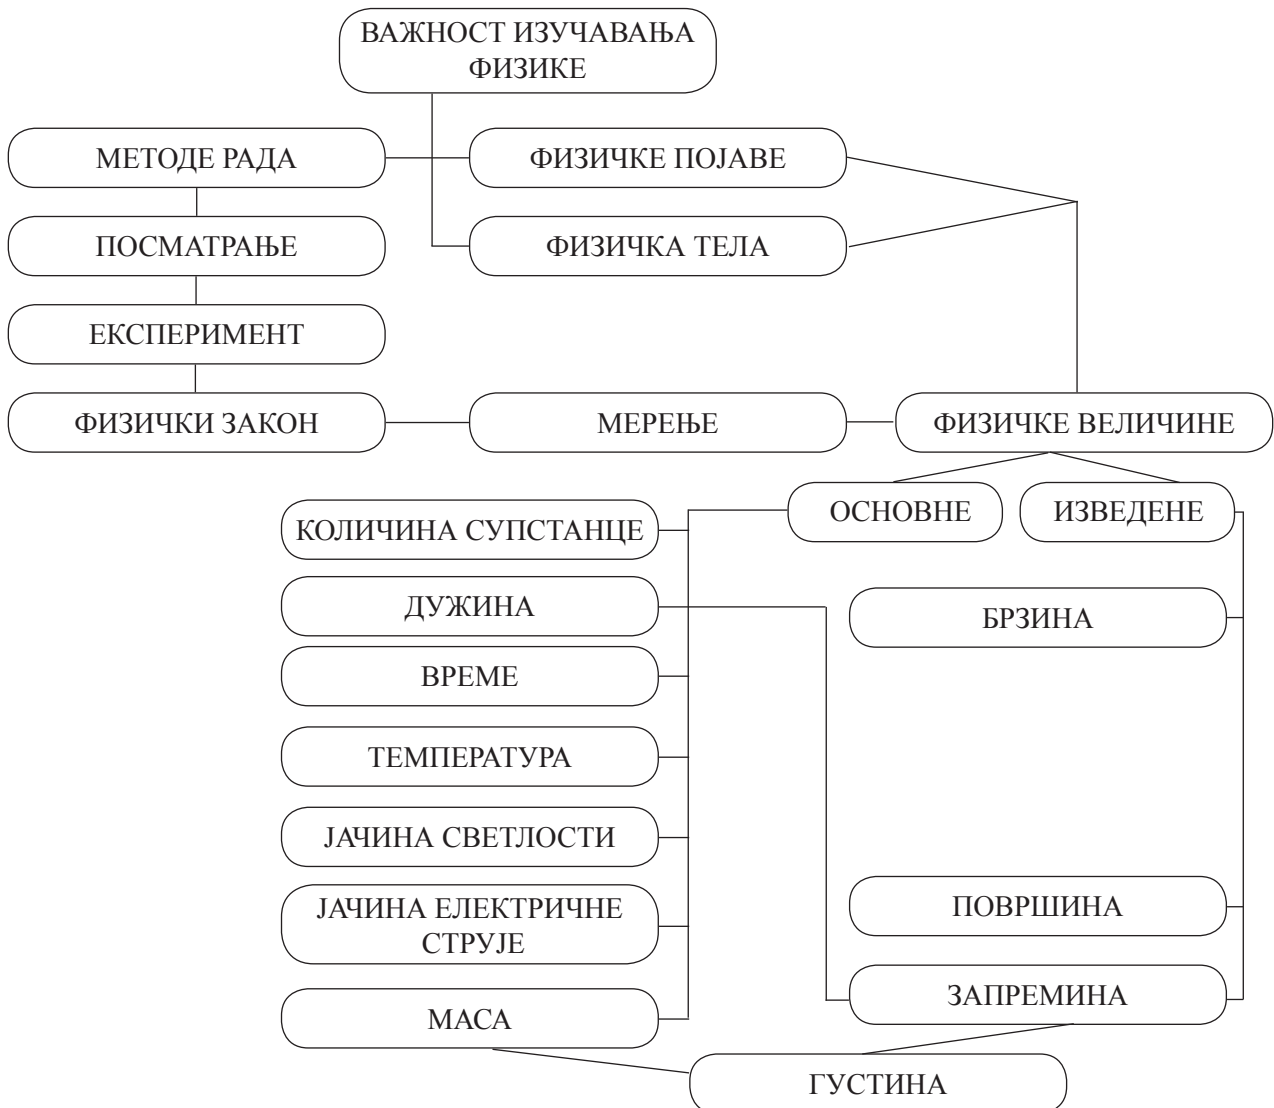 ВАЖНОСТ ИЗУЧАВАЊА
ФИЗИКЕ
МЕТОДЕ РАДА
ФИЗИЧКЕ ПОЈАВЕ
ПОСМАТРАЊЕ
ФИЗИЧКА ТЕЛА
ЕКСПЕРИМЕНТ
ФИЗИЧКИ ЗАКОН
МЕРЕЊЕ
ФИЗИЧКЕ ВЕЛИЧИНЕ
ОСНОВНЕ
ИЗВЕДЕНЕ
КОЛИЧИНА СУПСТАНЦЕ
ДУЖИНА
БРЗИНА
ВРЕМЕ
ТЕМПЕРАТУРА
ЈАЧИНА СВЕТЛОСТИ
ЈАЧИНА ЕЛЕКТРИЧНЕ
СТРУЈЕ
ПОВРШИНА
ЗАПРЕМИНА
МАСА
ГУСТИНА